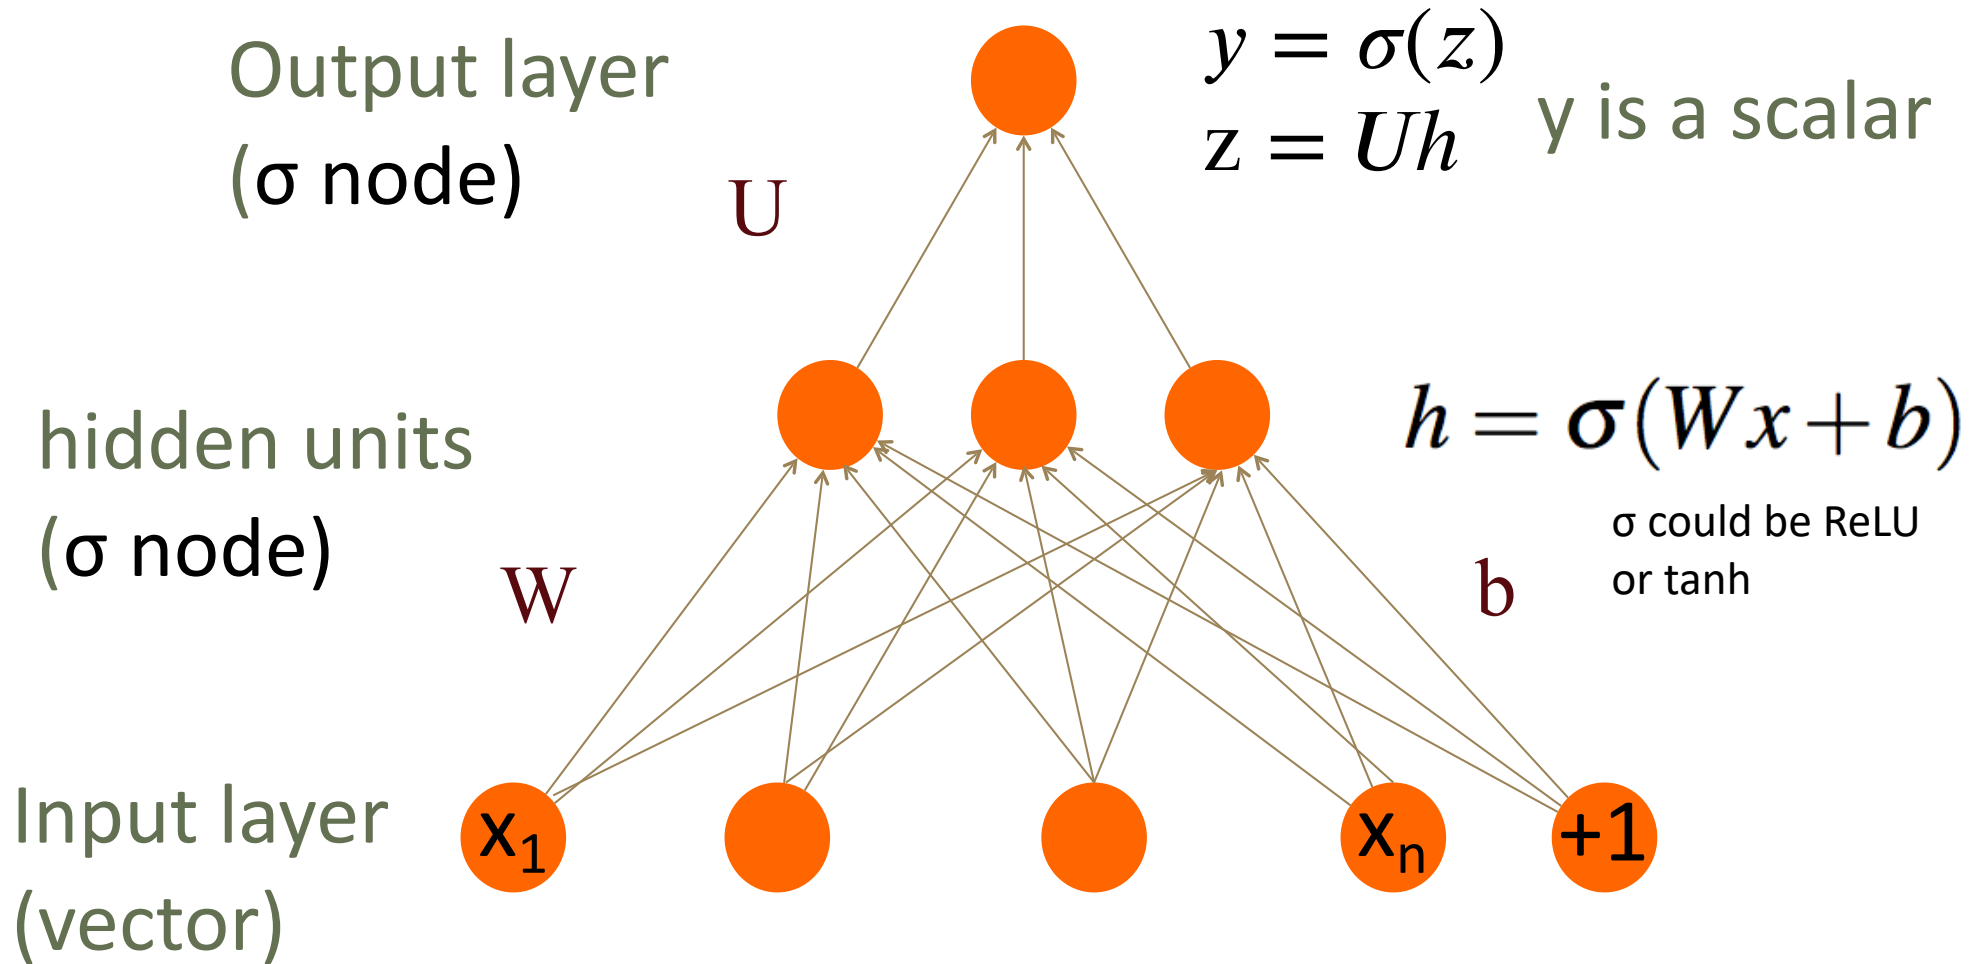 Output layer
(σ node)
y = σ(z)
z = Uh
y is a scalar
U
hidden units
(σ node)
h = σ(Wx+b)
σ could be ReLU
or tanh
W
b
Input layer
(vector)
x₁
xₙ
+1